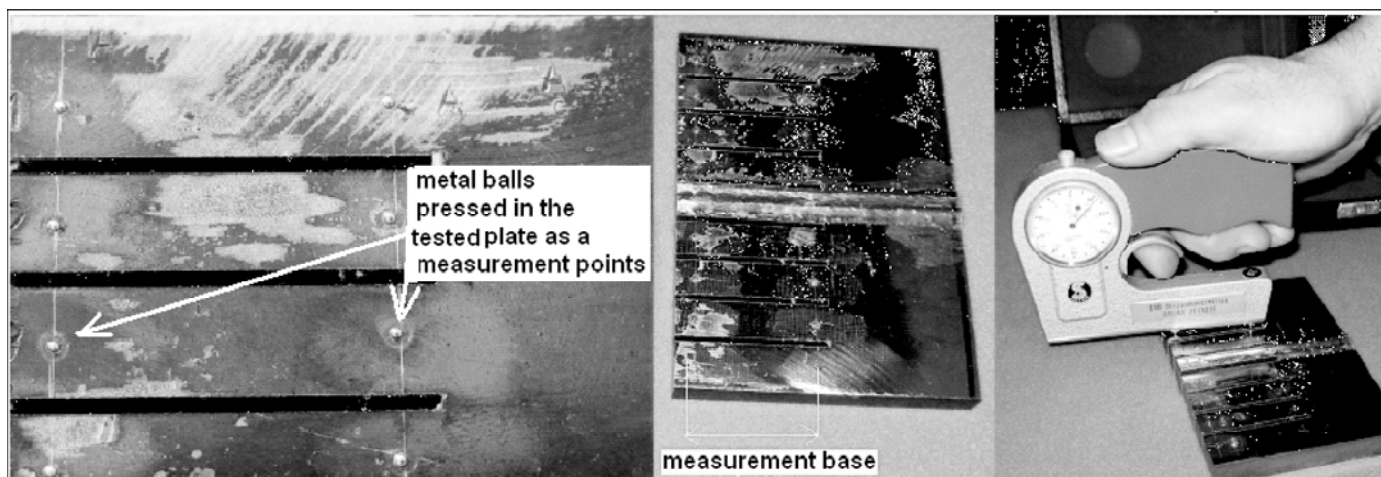 metal balls
pressed in the
tested plate as a
measurement points
measurement base